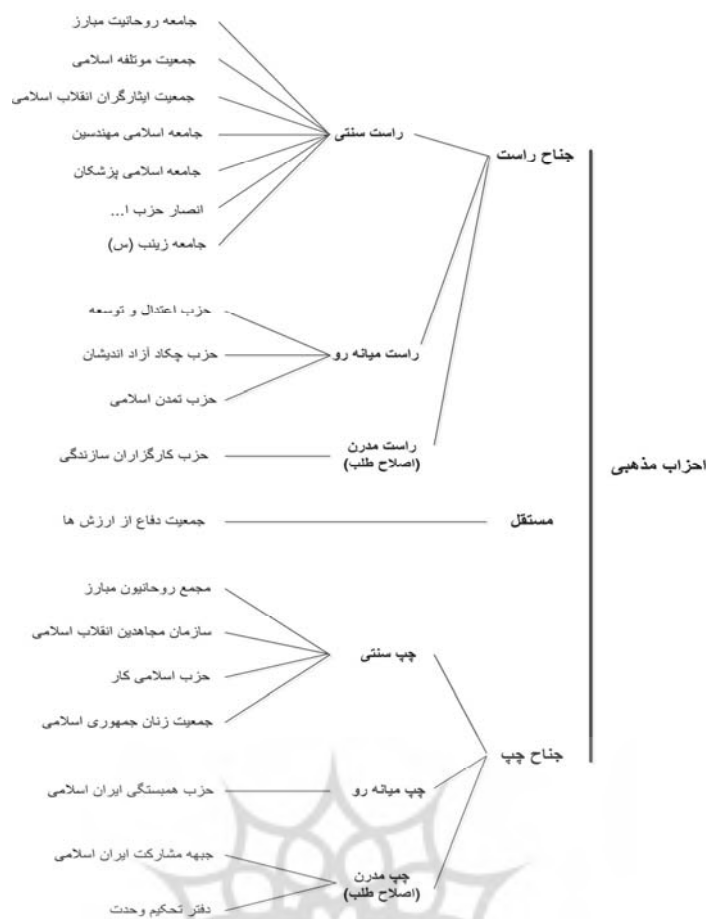 احزاب مذهبی
جناح راست
راست سنتی
جامعه روحانیت مبارز
جمعیت موتلفه اسلامی
جمعیت ایثارگران انقلاب اسلامی
جامعه اسلامی مهندسین
جامعه اسلامی پزشکان
انصار حزب ا...
جامعه زینب (س)
راست میانه رو
حزب اعتدال و توسعه
حزب چکاد آزاد اندیشان
حزب تمدن اسلامی
راست مدرن
(اصلاح طلب)
حزب کارگزاران سازندگی
مستقل
جمعیت دفاع از ارزش ها
جناح چپ
چپ سنتی
مجمع روحانیون مبارز
سازمان مجاهدین انقلاب اسلامی
حزب اسلامی کار
جمعیت زنان جمهوری اسلامی
چپ میانه رو
حزب همبستگی ایران اسلامی
چپ مدرن
(اصلاح طلب)
جبهه مشارکت ایران اسلامی
دفتر تحکیم وحدت